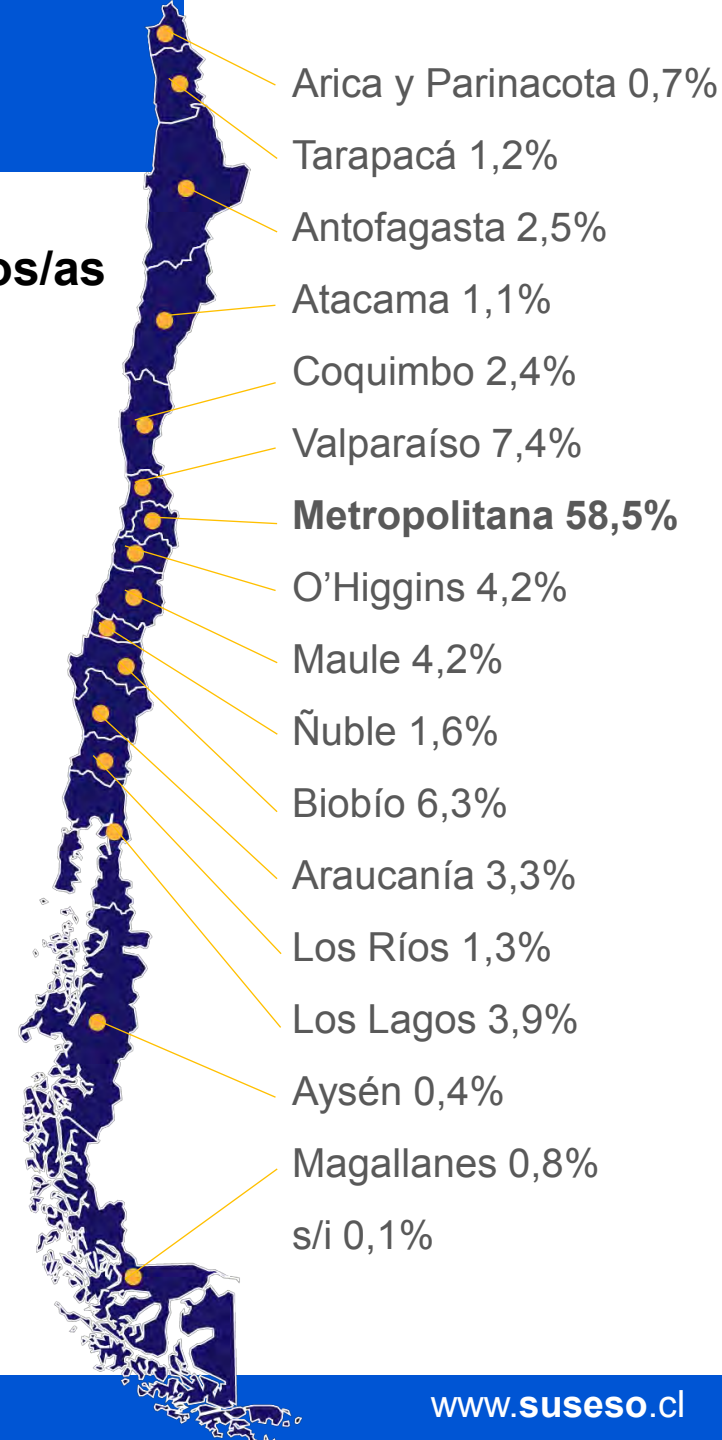 Arica y Parinacota 0,7%
Tarapacá 1,2%
Antofagasta 2,5%
os/as
Atacama 1,1%
Coquimbo 2,4%
Valparaíso 7,4%
Metropolitana 58,5%
O’Higgins 4,2%
Maule 4,2%
Ñuble 1,6%
Biobío 6,3%
Araucanía 3,3%
Los Ríos 1,3%
Los Lagos 3,9%
Aysén 0,4%
Magallanes 0,8%
s/i 0,1%
www.suseso.cl